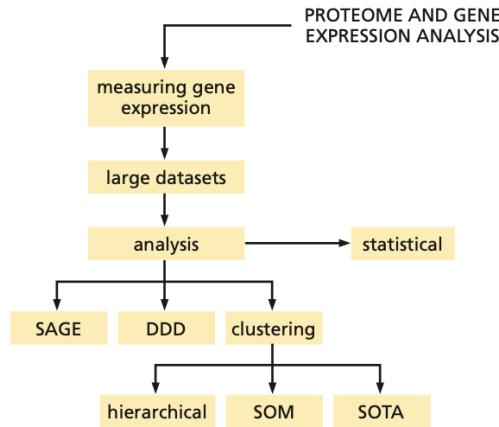 PROTEOME AND GENE
EXPRESSION ANALYSIS
measuring gene
expression
large datasets
analysis
statistical
SAGE
DDD
clustering
hierarchical
SOM
SOTA